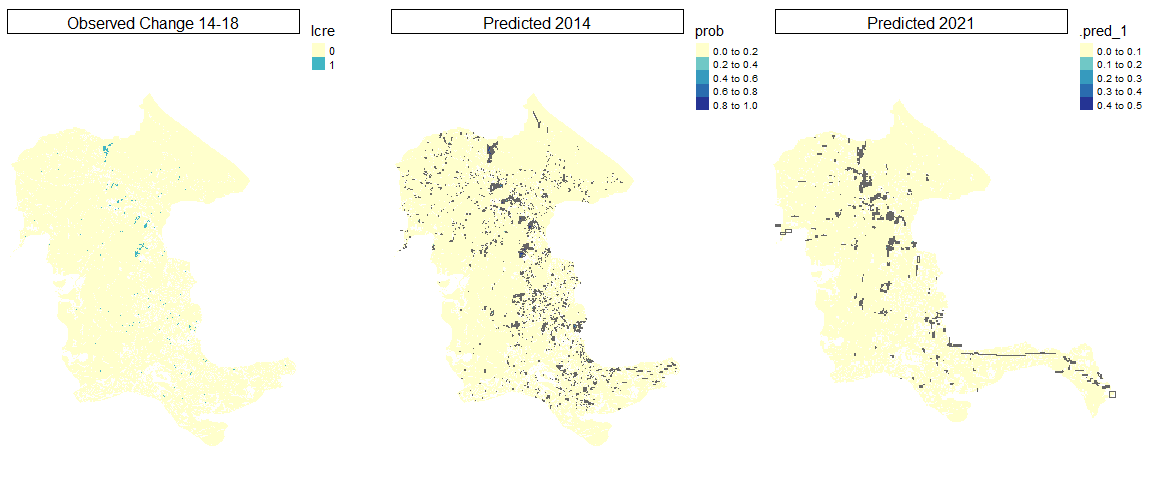 Observed Change 14-18
lcre
0
1
Predicted 2014
prob
0.0 to 0.2
0.2 to 0.4
0.4 to 0.6
0.6 to 0.8
0.8 to 1.0
Predicted 2021
.pred_1
0.0 to 0.1
0.1 to 0.2
0.2 to 0.3
0.3 to 0.4
0.4 to 0.5